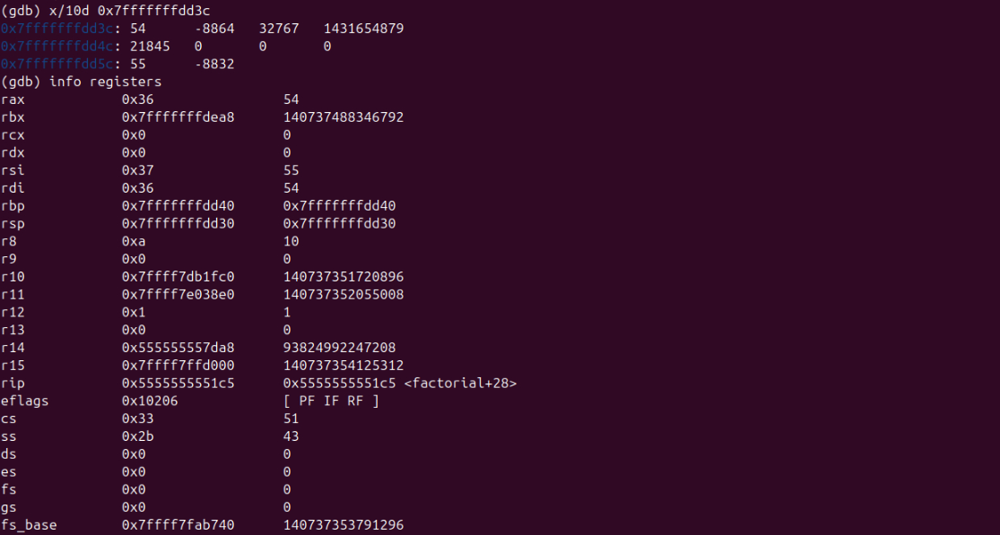 (gdb) x/10d 0x7fffffffdd3c
0x7fffffffdd3c: 54 -8864 32767 1431654879
0x7fffffffdd4c: 21845 0 0 0
0x7fffffffdd5c: 55 -8832
(gdb) info registers
rax 0x36 54
rbx 0x7fffffffdea8 140737488346792
rcx 0x0 0
rdx 0x0 0
rsi 0x37 55
rdi 0x36 54
rbp 0x7fffffffdd40 0x7fffffffdd40
rsp 0x7fffffffdd30 0x7fffffffdd30
r8 0xa 10
r9 0x0 0
r10 0x7ffff7db1fc0 140737351720896
r11 0x7ffff7e038e0 140737352055008
r12 0x1 1
r13 0x0 0
r14 0x555555557da8 93824992247208
r15 0x7ffff7ffd000 140737354125312
rip 0x5555555551c5 0x5555555551c5 <factorial+28>
eflags 0x10206 [ PF IF RF ]
cs 0x33 51
ss 0x2b 43
ds 0x0 0
es 0x0 0
fs 0x0 0
gs 0x0 0
fs_base 0x7ffff7fab740 140737353791296